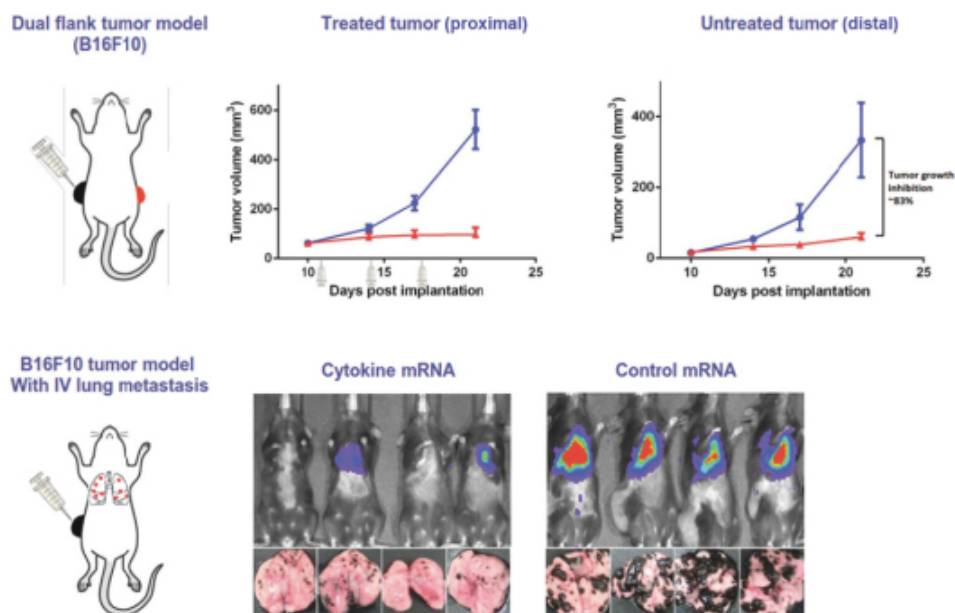 Dual flank tumor model
(B16F10)
Treated tumor (proximal)
Untreated tumor (distal)
Tumor volume (mm³)
600
400
200
0
10
15
20
25
Days post implantation
Tumor volume (mm³)
400
300
200
100
0
10
15
20
25
Days post implantation
Tumor growth
inhibition
~83%
B16F10 tumor model
With IV lung metastasis
Cytokine mRNA
Control mRNA